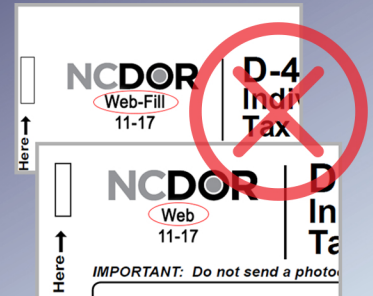 NCDOR
Web-Fill
11-17
D-4
Indiv
Tax
Here
NCDOR
Web
11-17
D
In
Ta
Here
IMPORTANT: Do not send a photo